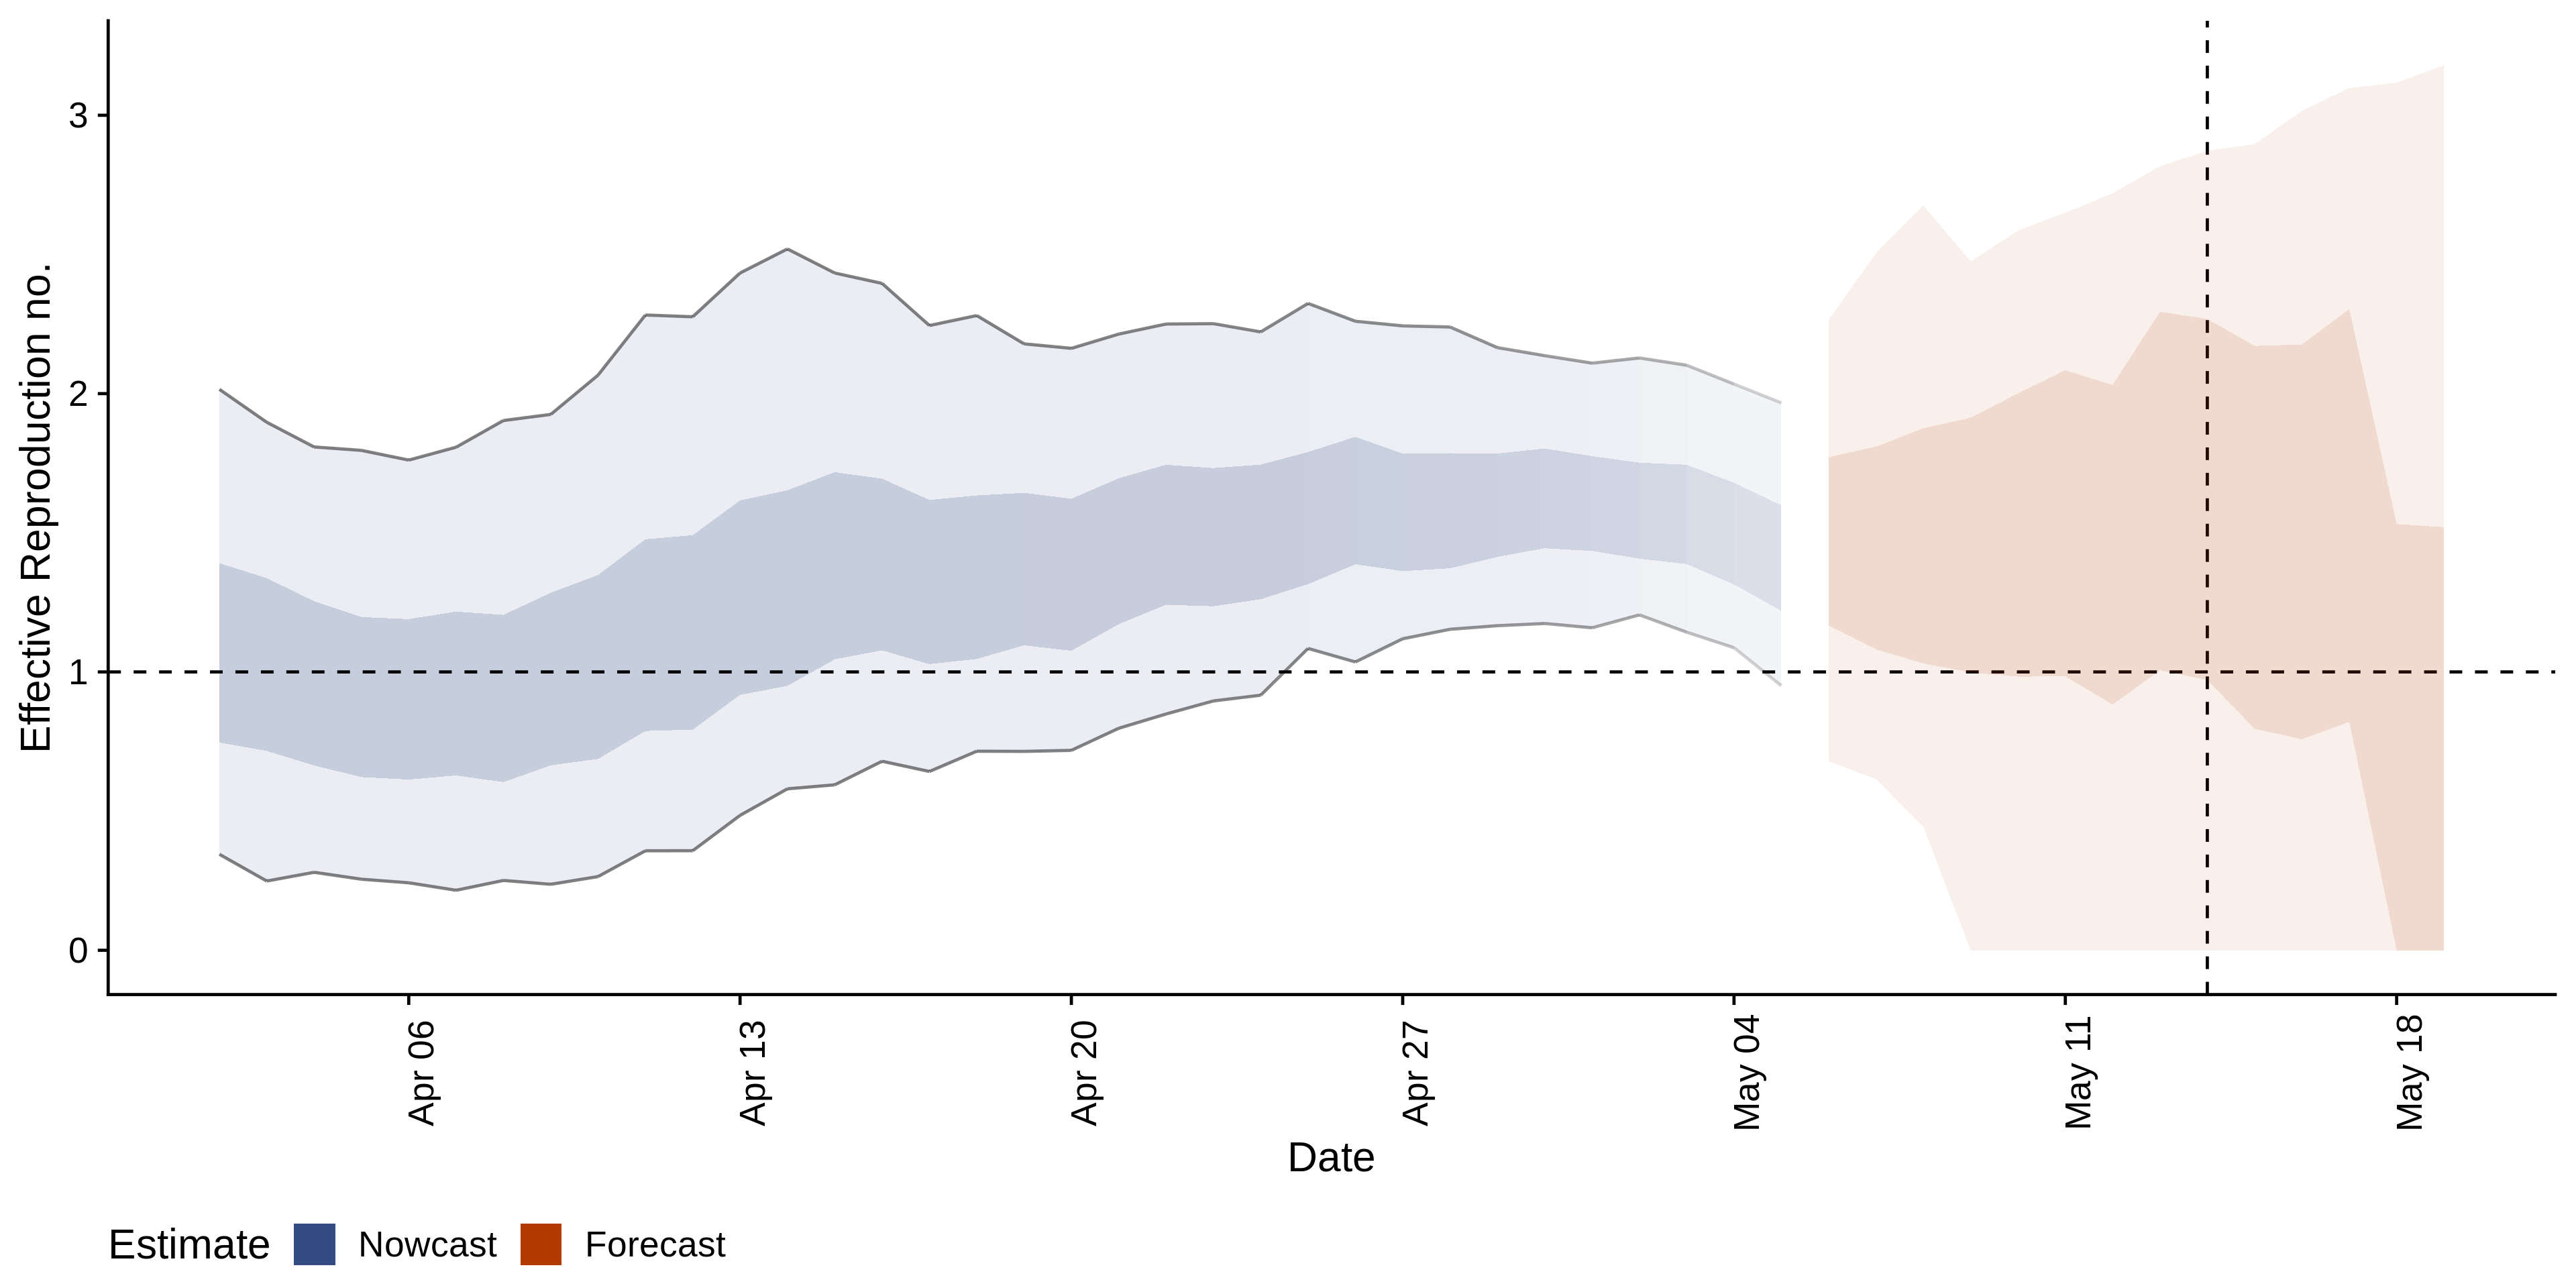 Effective Reproduction no.
3
2
1
0
Apr 06
Apr 13
Apr 20
Apr 27
May 04
May 11
May 18
Date
Estimate Nowcast Forecast